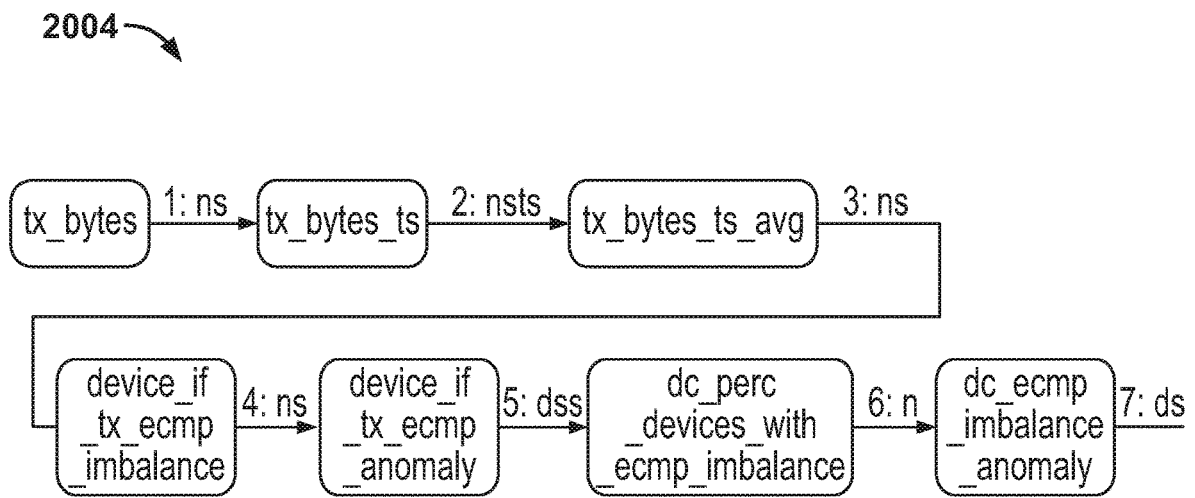 2004
tx_bytes 1: ns tx_bytes_ts 2: nsts tx_bytes_ts_avg 3: ns
device_if
_tx_ecmp
_imbalance
4: ns
device_if
_tx_ecmp
_anomaly
5: dss
dc_perc
_devices_with
_ecmp_imbalance
6: n
dc_ecmp
_imbalance
_anomaly
7: ds